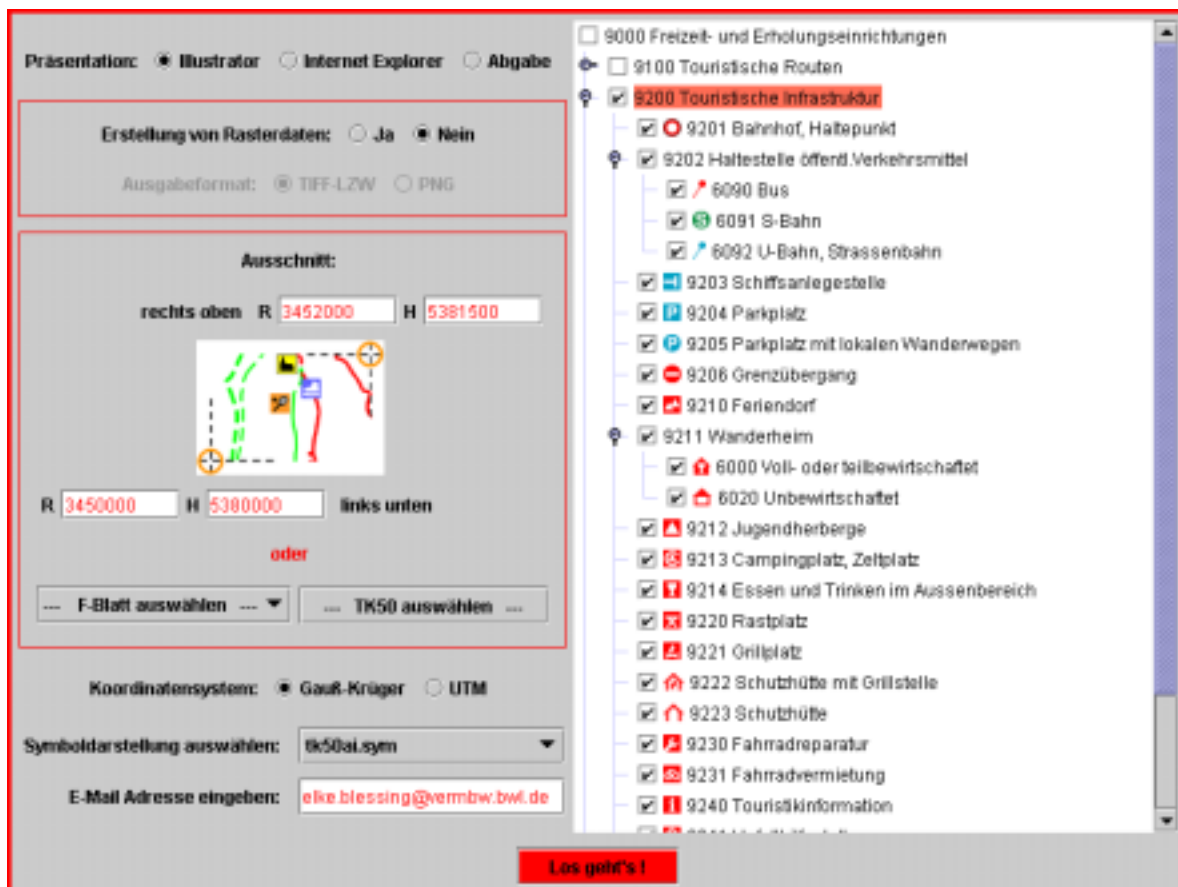 Präsentation: Illustrator Internet Explorer Abgabe
Erstellung von Rasterdaten: Ja Nein
Ausgabeformat: TIFF-LZW PNG
Ausschnitt:
rechts oben R 3452000 H 5381500
R 3450000 H 5380000 links unten
oder
--- F-Blatt auswählen --- --- TK50 auswählen ---
Koordinatensystem: Gauß-Krüger UTM
Symboldarstellung auswählen: tk50ai.sym
E-Mail Adresse eingeben: elke.blessing@vermbw.bwl.de
9000 Freizeit- und Erholungseinrichtungen
9100 Touristische Routen
9200 Touristische Infrastruktur
9201 Bahnhof, Haltepunkt
9202 Haltestelle öffentl.Verkehrsmittel
6090 Bus
6091 S-Bahn
6092 U-Bahn, Strassenbahn
9203 Schiffsanlegestelle
P 9204 Parkplatz
P 9205 Parkplatz mit lokalen Wanderwegen
9206 Grenzübergang
9210 Feriendorf
9211 Wanderheim
6000 Voll- oder teilbewirtschaftet
6020 Unbewirtschaftet
9212 Jugendherberge
9213 Campingplatz, Zeltplatz
9214 Essen und Trinken im Aussenbereich
9220 Rastplatz
9221 Grillplatz
9222 Schutzhütte mit Grillstelle
9223 Schutzhütte
9230 Fahrradreparatur
9231 Fahrradvermietung
i 9240 Touristikinformation
Los geht's !